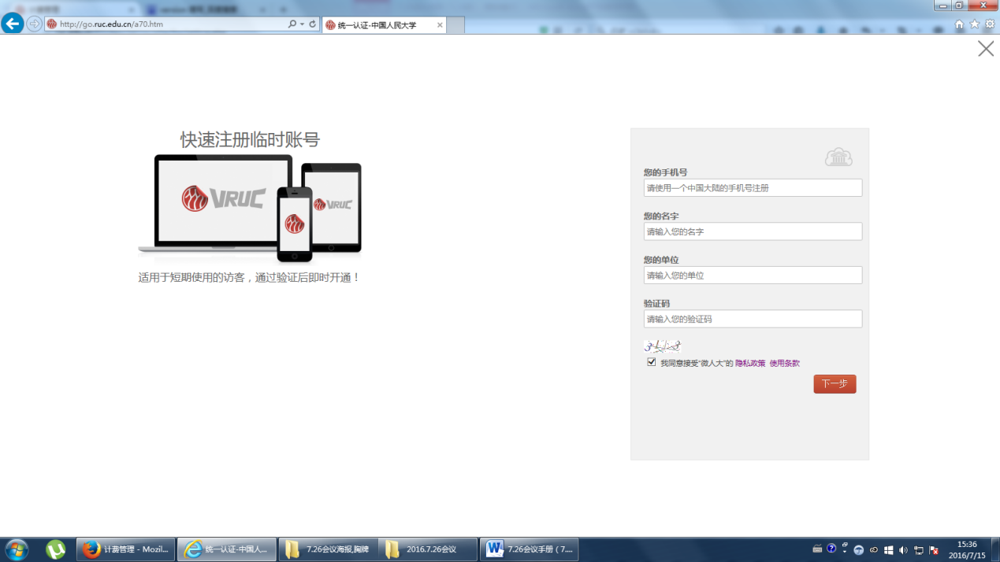 http://go.ruc.edu.cn/a70.htm
统一认证-中国人民大学
快速注册临时账号
VRUC
VRUC
适用于短期使用的访客，通过验证后即时开通！
您的手机号
请使用一个中国大陆的手机号注册
您的名字
请输入您的名字
您的单位
请输入您的单位
验证码
请输入您的验证码
我同意接受“微人大”的 隐私政策 使用条款
下一步
计费管理 - Mozil...
统一认证-中国人...
7.26会议海报,胸牌
2016.7.26会议
7.26会议手册（7....
15:36
2016/7/15